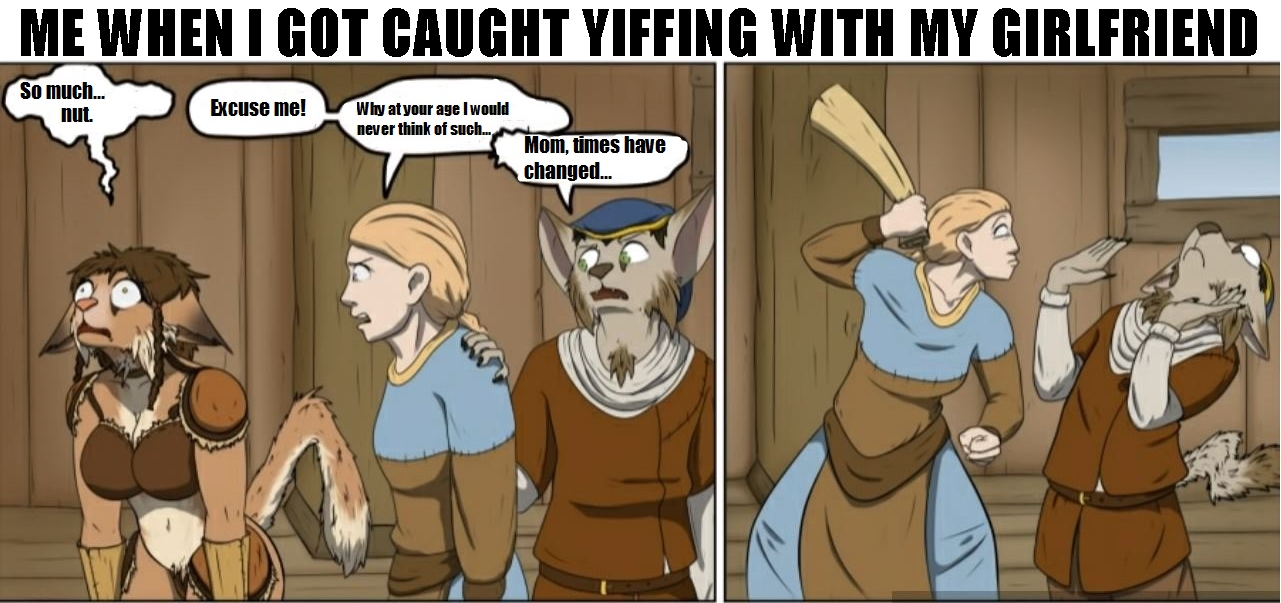 ME WHEN I GOT CAUGHT YIFFING WITH MY GIRLFRIEND
So much...
nut.
Excuse me!
Why at your age I would
never think of such...
Mom, times have
changed...